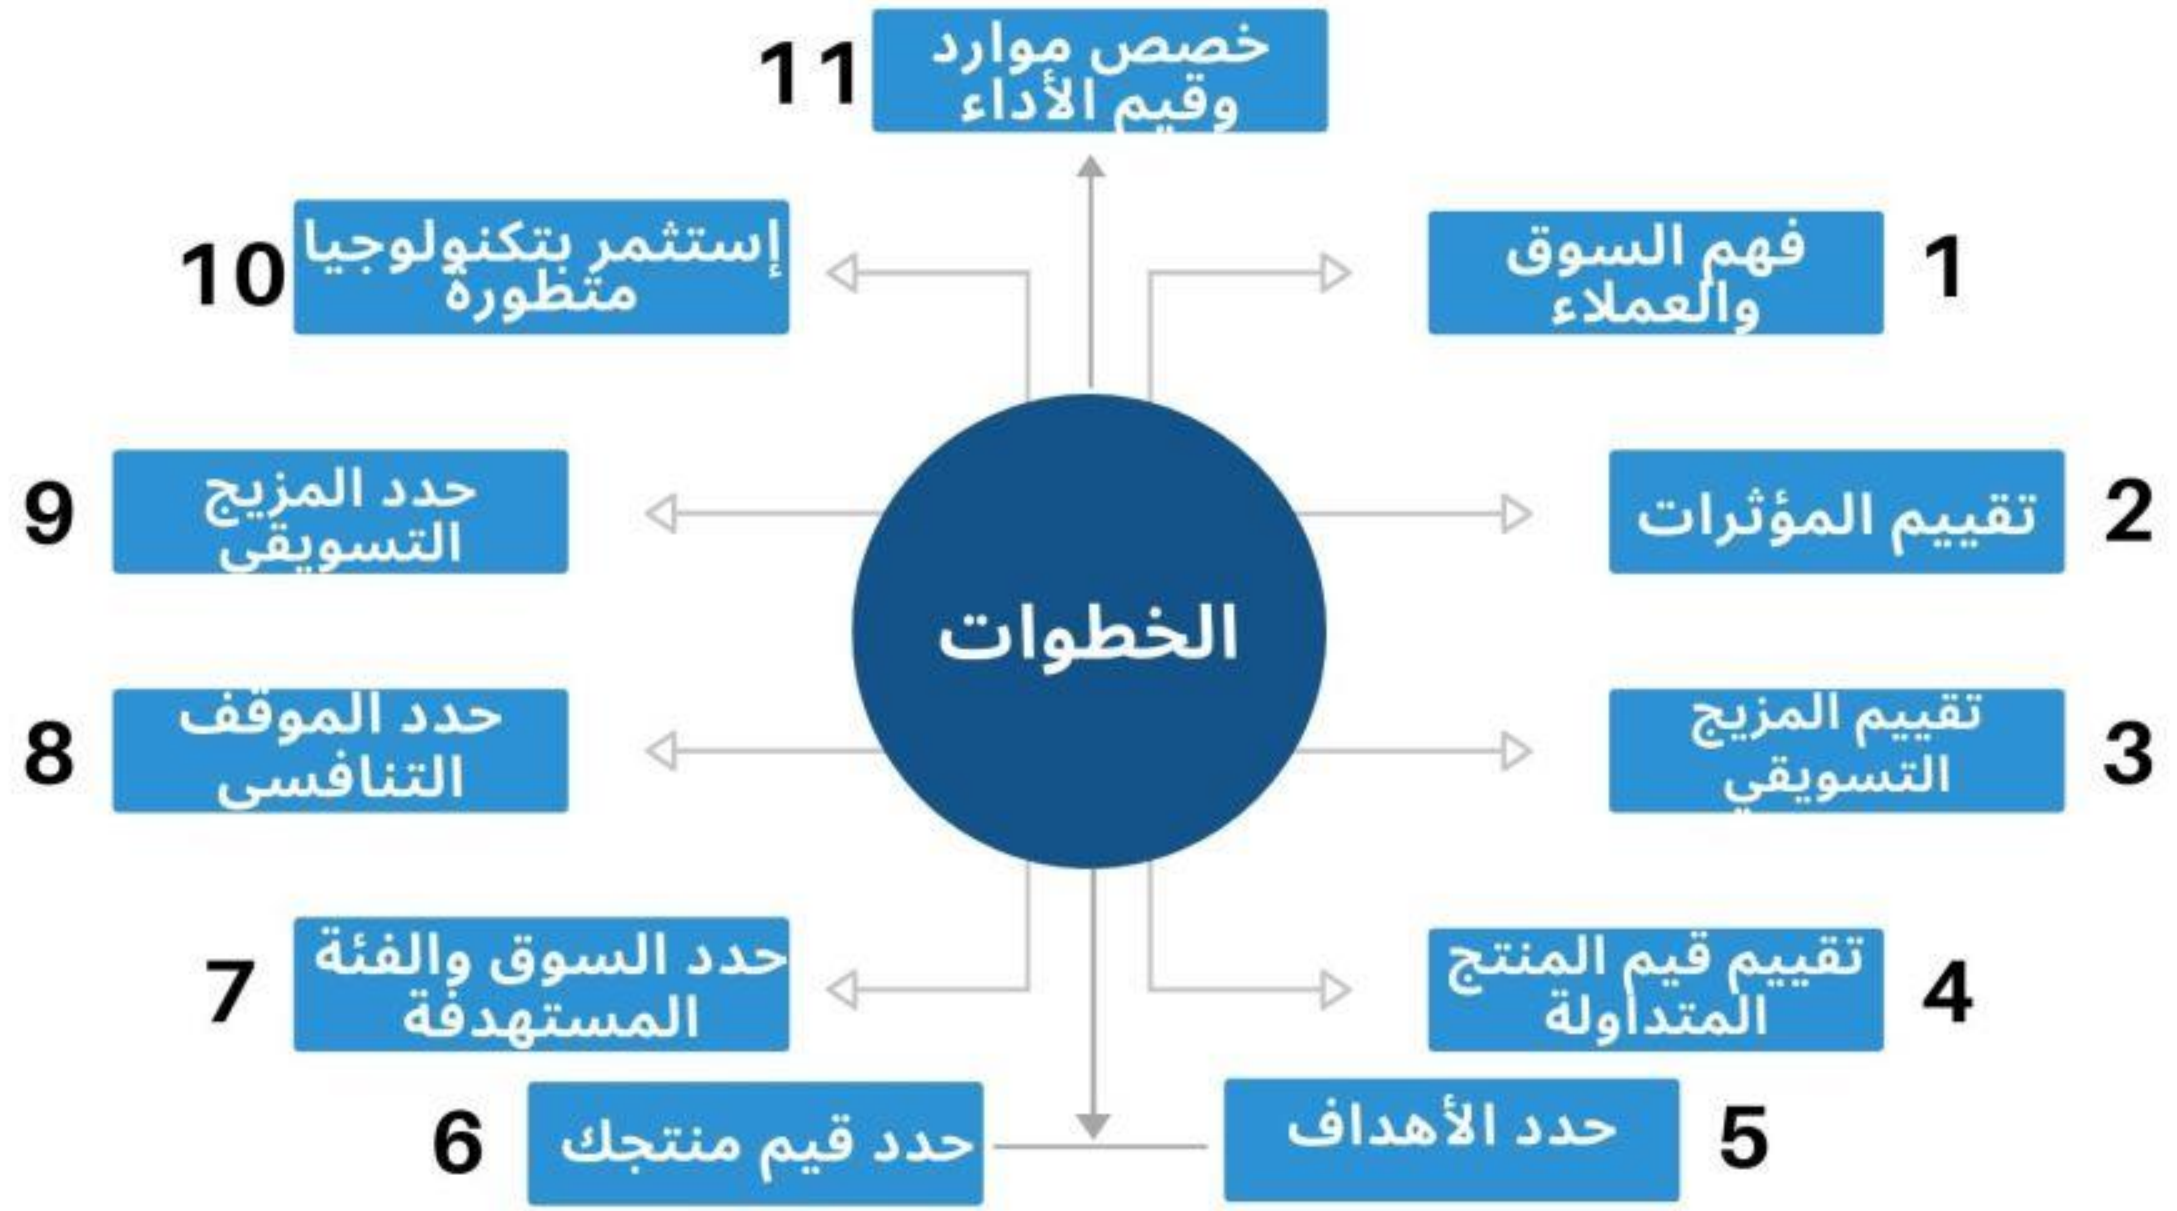 الخطوات
1
فهم السوق
والعملاء
2
تقييم المؤثرات
3
تقييم المزيج
التسويقي
4
تقييم قيم المنتج
المتداولة
5
حدد الأهداف
6
حدد قيم منتجك
7
حدد السوق والفئة
المستهدفة
8
حدد الموقف
التنافسي
9
حدد المزيج
التسويقي
10
إستثمر بتكنولوجيا
متطورة
11
خصص موارد
وقيم الأداء